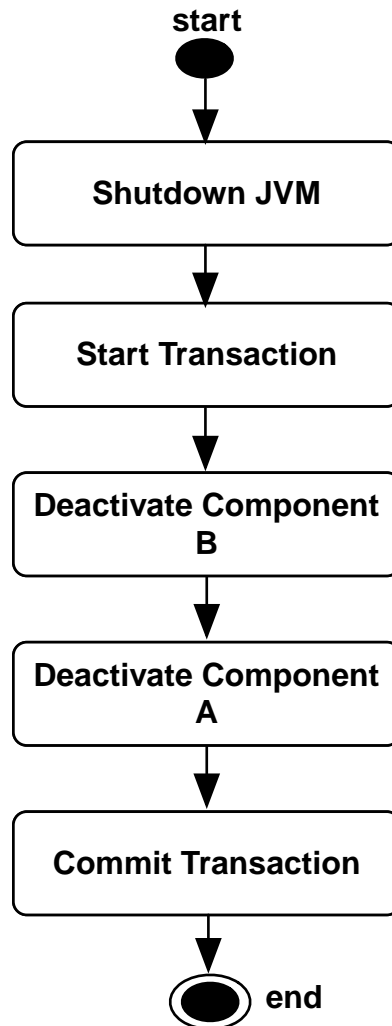 start
Shutdown JVM
Start Transaction
Deactivate Component
B
Deactivate Component
A
Commit Transaction
end